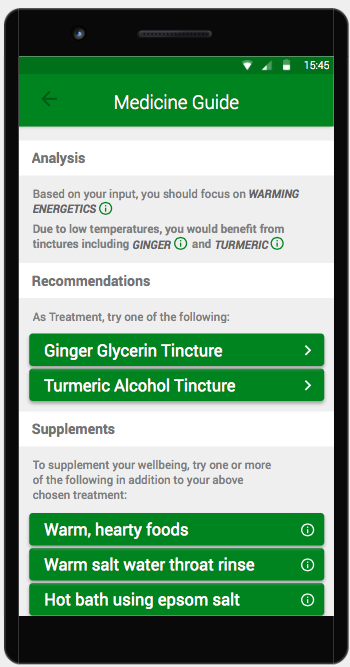 15:45
Medicine Guide
Analysis
Based on your input, you should focus on WARMING
ENERGETICS
Due to low temperatures, you would benefit from
tinctures including GINGER and TURMERIC
Recommendations
As Treatment, try one of the following:
Ginger Glycerin Tincture
Turmeric Alcohol Tincture
Supplements
To supplement your wellbeing, try one or more
of the following in addition to your above
chosen treatment:
Warm, hearty foods
Warm salt water throat rinse
Hot bath using epsom salt